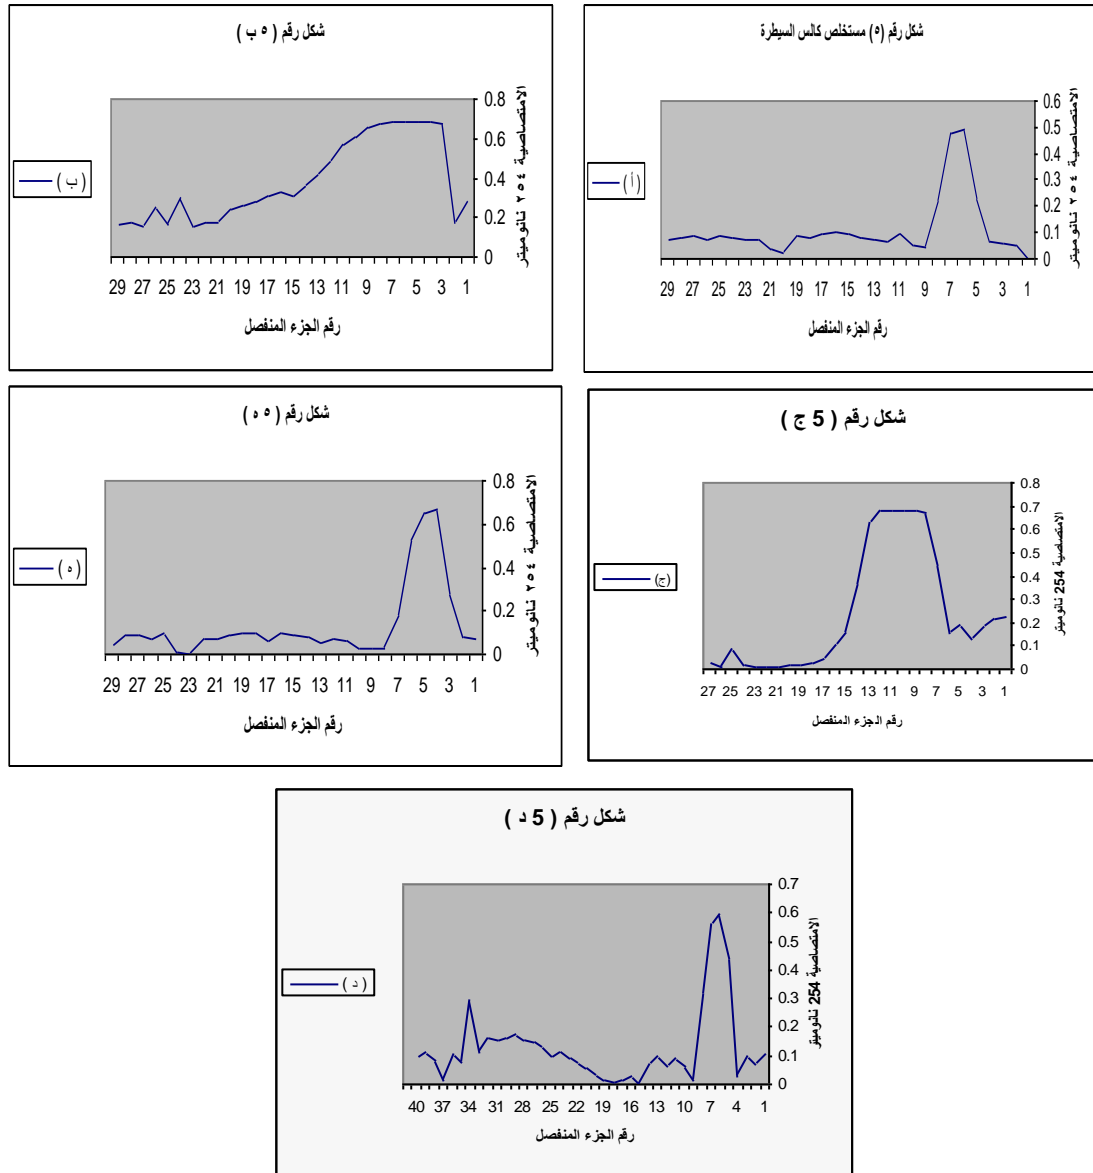 شكل رقم (٥) مستخلص كالس السيطرة
الامتصاصية ٢٥٤ نانوميتر
0.6
0.5
0.4
0.3
0.2
0.1
0
29 27 25 23 21 19 17 15 13 11 9 7 5 3 1
رقم الجزء المنفصل
(أ)
شكل رقم ( ٥ ب )
الامتصاصية ٢٥٤ نانوميتر
0.8
0.6
0.4
0.2
0
29 27 25 23 21 19 17 15 13 11 9 7 5 3 1
رقم الجزء المنفصل
( ب )
شكل رقم ( 5 ج )
الامتصاصية 254 نانوميتر
0.8
0.7
0.6
0.5
0.4
0.3
0.2
0.1
0
27 25 23 21 19 17 15 13 11 9 7 5 3 1
رقم الجزء المنفصل
(ج)
شكل رقم ( ٥ ه )
الامتصاصية ٢٥٤ نانوميتر
0.8
0.6
0.4
0.2
0
29 27 25 23 21 19 17 15 13 11 9 7 5 3 1
رقم الجزء المنفصل
( ه )
شكل رقم ( 5 د )
الامتصاصية 254 نانوميتر
0.7
0.6
0.5
0.4
0.3
0.2
0.1
0
40 37 34 31 28 25 22 19 16 13 10 7 4 1
رقم الجزء المنفصل
( د )